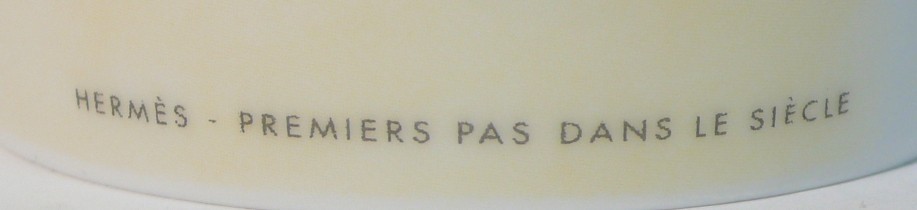 HERMÈS - PREMIERS PAS DANS LE SIÈCLE